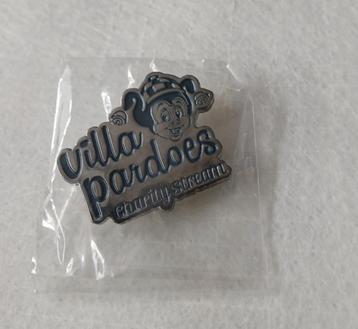 villa
pardoes
charity stream